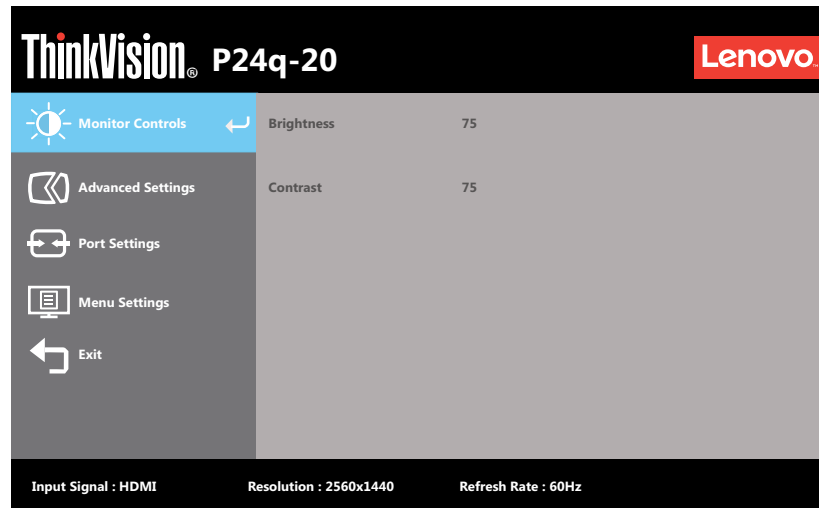 ThinkVision® P24q-20 Lenovo™
Monitor Controls Brightness 75
Advanced Settings Contrast 75
Port Settings
Menu Settings
Exit
Input Signal : HDMI Resolution : 2560x1440 Refresh Rate : 60Hz